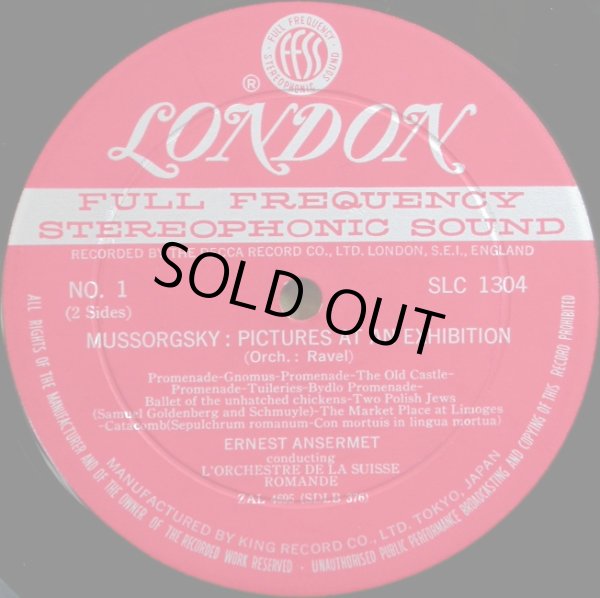 FULL FREQUENCY
FFSS
STEREOPHONIC SOUND
®
LONDON
FULL FREQUENCY
STEREOPHONIC SOUND
RECORDED BY THE DECCA RECORD CO., LTD. LONDON, S.E.I., ENGLAND
NO. 1
SLC 1304
(2 Sides)
SOLD OUT
MUSSORGSKY : PICTURES AT AN EXHIBITION
(Orch. : Ravel)
Promenade-Gnomus-Promenade-The Old Castle-
Promenade-Tuileries-Bydlo Promenade-
Ballet of the unhatched chickens-Two Polish Jews
(Samuel Goldenberg and Schmuyle)-The Market Place at Limoges
-Catacomb(Sepulchrum romanum-Con mortuis in lingua mortua)
ERNEST ANSERMET
conducting
L'ORCHESTRE DE LA SUISSE
ROMANDE
ZAL 4595 (SDLB 376)
MANUFACTURED BY KING RECORD CO., LTD. TOKYO, JAPAN
ALL RIGHTS OF THE MANUFACTURER AND OF THE OWNER OF THE RECORDED WORK RESERVED · UNAUTHORISED PUBLIC PERFORMANCE BROADCASTING AND COPYING OF THIS RECORD PROHIBITED